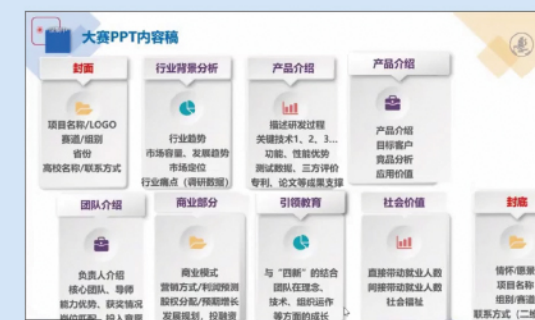 大赛PPT内容稿
封面
项目名称/LOGO
赛道/组别
省份
高校名称/联系方式
行业背景分析
行业趋势
市场容量、发展趋势
市场定位
行业痛点（调研数据）
产品介绍
描述研发过程
关键技术1、2、3...
功能、性能优势
测试数据、三方评价
专利、论文等成果支撑
产品介绍
产品介绍
目标客户
竞品分析
应用价值
团队介绍
负责人介绍
核心团队、导师
能力优势、获奖情况
商业部分
商业模式
营销方式/利润预测
股权分配/预期增长
发展规划、投融资
引领教育
与“四新”的结合
团队在理念、
技术、组织运作
等方面的成长
社会价值
直接带动就业人数
间接带动就业人数
社会福祉
封底
情怀/愿景
项目名称
组别/赛道
联系方式（二维